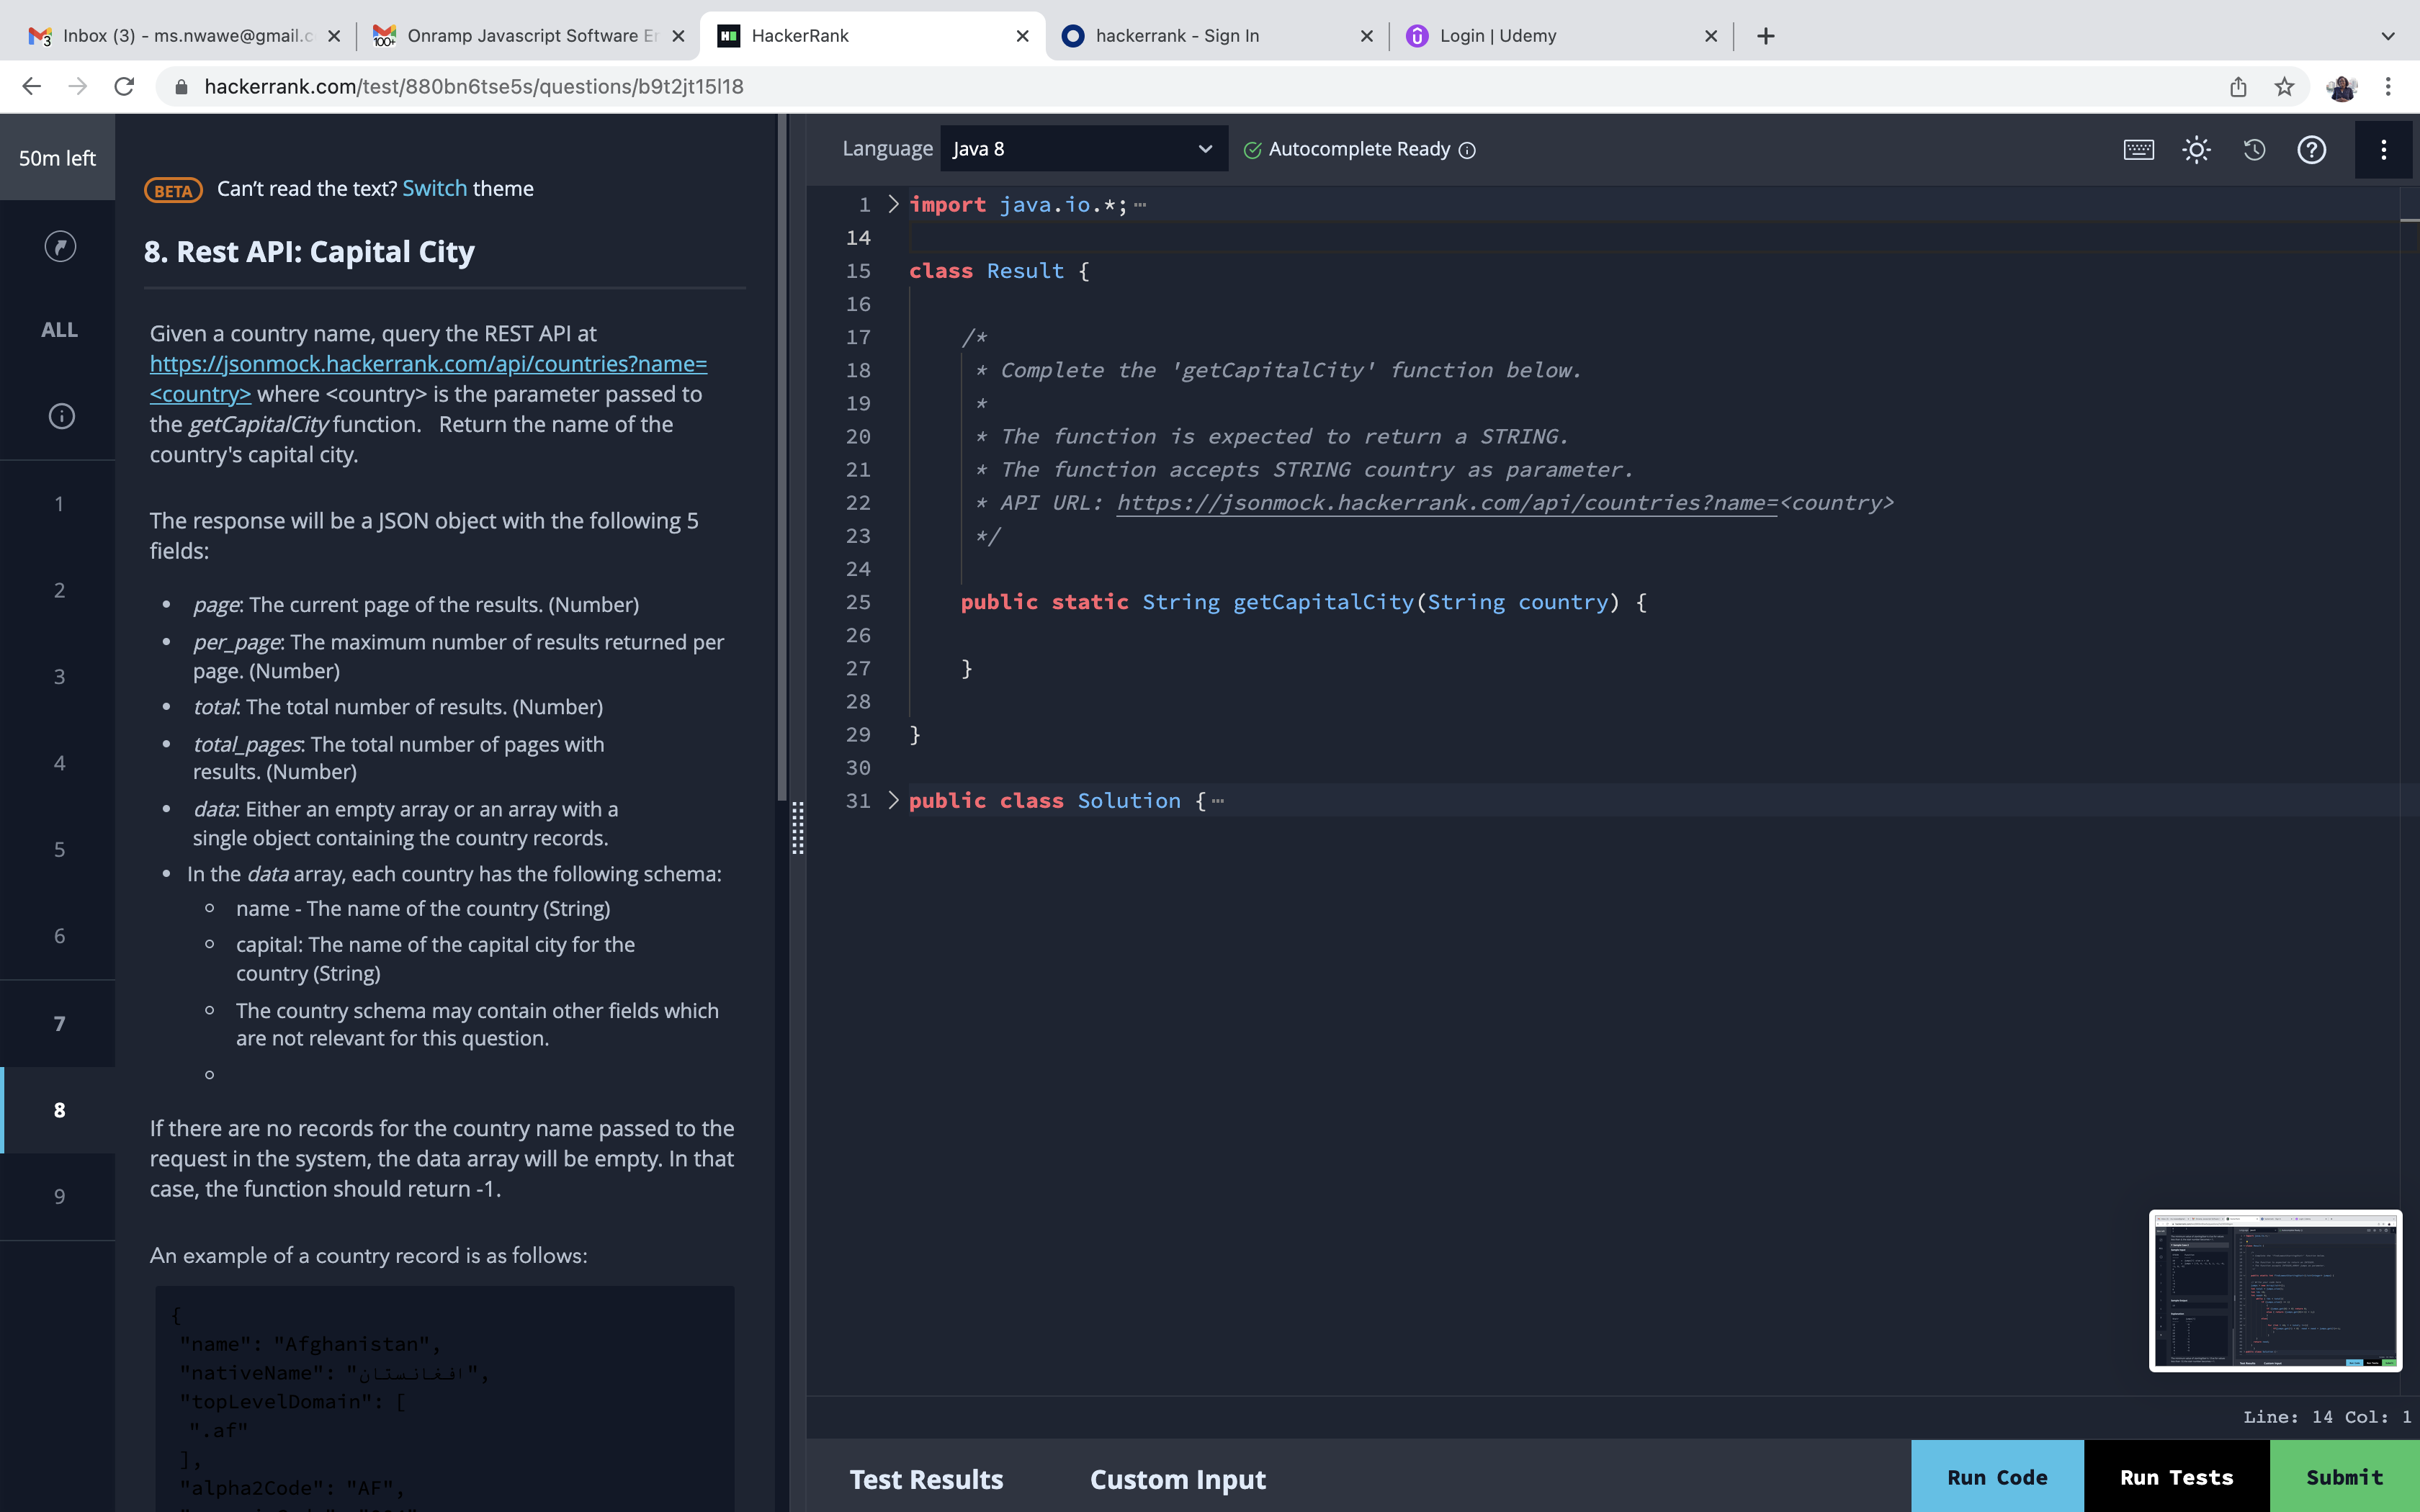 Inbox (3) - ms.nwawe@gmail.c
Onramp Javascript Software En
HackerRank
hackerrank - Sign In
Login | Udemy
hackerrank.com/test/880bn6tse5s/questions/b9t2jt15l18
50m left
ALL
1
2
3
4
5
6
7
8
9
BETA Can't read the text? Switch theme
8. Rest API: Capital City
Given a country name, query the REST API at
https://jsonmock.hackerrank.com/api/countries?name=
<country> where <country> is the parameter passed to
the getCapitalCity function. Return the name of the
country's capital city.
The response will be a JSON object with the following 5
fields:
• page: The current page of the results. (Number)
• per_page: The maximum number of results returned per
page. (Number)
• total: The total number of results. (Number)
• total_pages: The total number of pages with
results. (Number)
• data: Either an empty array or an array with a
single object containing the country records.
• In the data array, each country has the following schema:
○ name - The name of the country (String)
○ capital: The name of the capital city for the
country (String)
○ The country schema may contain other fields which
are not relevant for this question.
○
If there are no records for the country name passed to the
request in the system, the data array will be empty. In that
case, the function should return -1.
An example of a country record is as follows:
{
"name": "Afghanistan",
"nativeName": "افغانستان",
"topLevelDomain": [
".af"
],
"alpha2Code": "AF",
Language Java 8 Autocomplete Ready
1 import java.io.*;
14
15 class Result {
16
17 /*
18 * Complete the 'getCapitalCity' function below.
19 *
20 * The function is expected to return a STRING.
21 * The function accepts STRING country as parameter.
22 * API URL: https://jsonmock.hackerrank.com/api/countries?name=<country>
23 */
24
25 public static String getCapitalCity(String country) {
26
27 }
28
29 }
30
31 public class Solution {
Line: 14 Col: 1
Test Results Custom Input Run Code Run Tests Submit